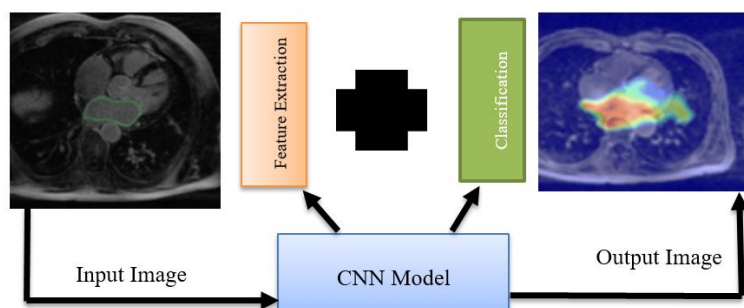 Feature Extraction
Classification
Input Image
CNN Model
Output Image